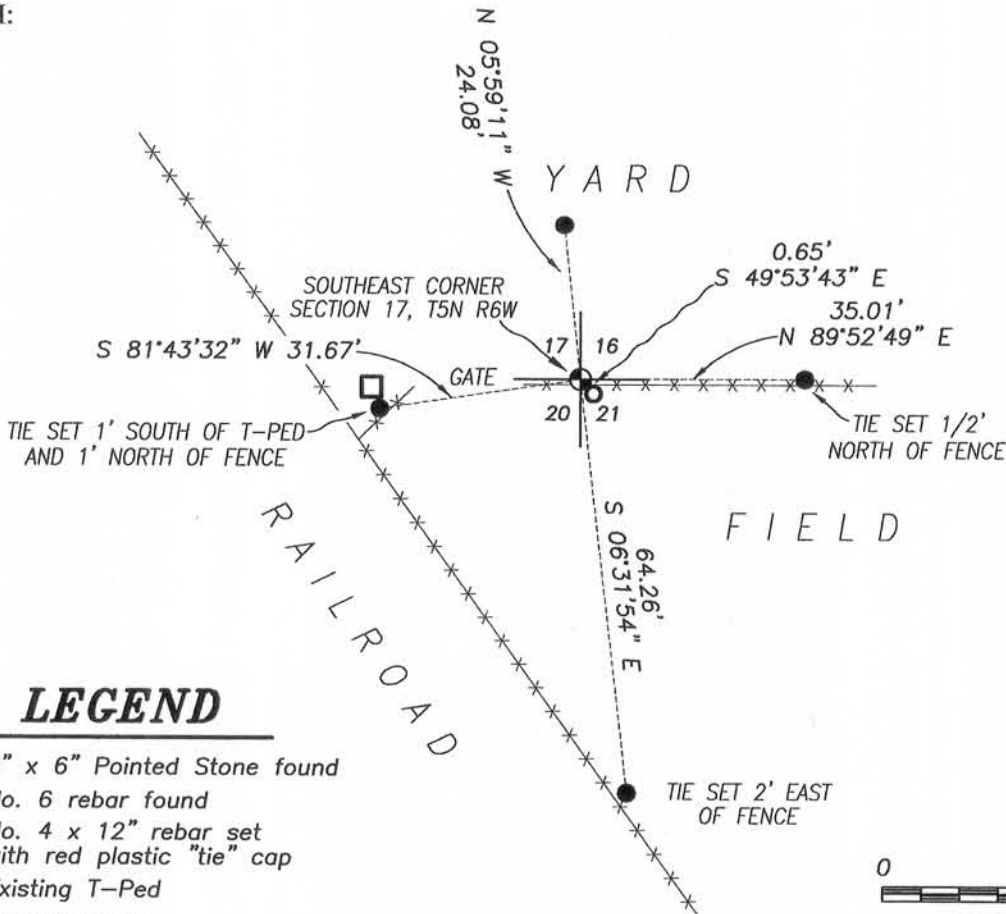 N 05°59'11" W
24.08'
YARD
0.65'
S 49°53'43" E
35.01'
N 89°52'49" E
SOUTHEAST CORNER
SECTION 17, T5N R6W
17 16
20 21
S 81°43'32" W 31.67'
GATE
TIE SET 1' SOUTH OF T-PED
AND 1' NORTH OF FENCE
TIE SET 1/2'
NORTH OF FENCE
RAILROAD
FIELD
64.26'
S 06°31'54" E
TIE SET 2' EAST
OF FENCE
LEGEND
" x 6" Pointed Stone found
o. 6 rebar found
o. 4 x 12" rebar set
ith red plastic "tie" cap
xisting T-Ped
0